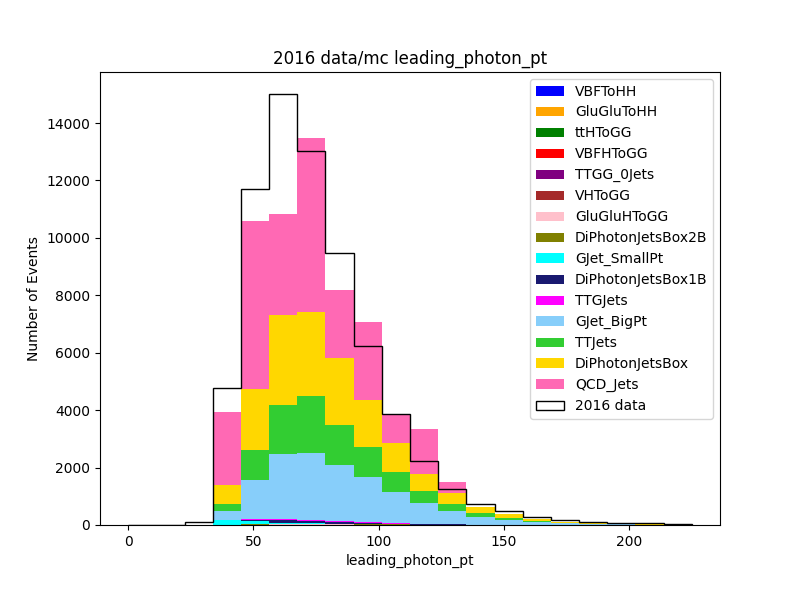 2016 data/mc leading_photon_pt
Number of Events
14000
12000
10000
8000
6000
4000
2000
0
0
50
100
150
200
leading_photon_pt
VBFToHH
GluGluToHH
ttHToGG
VBFHToGG
TTGG_0Jets
VHToGG
GluGluHToGG
DiPhotonJetsBox2B
GJet_SmallPt
DiPhotonJetsBox1B
TTGJets
GJet_BigPt
TTJets
DiPhotonJetsBox
QCD_Jets
2016 data